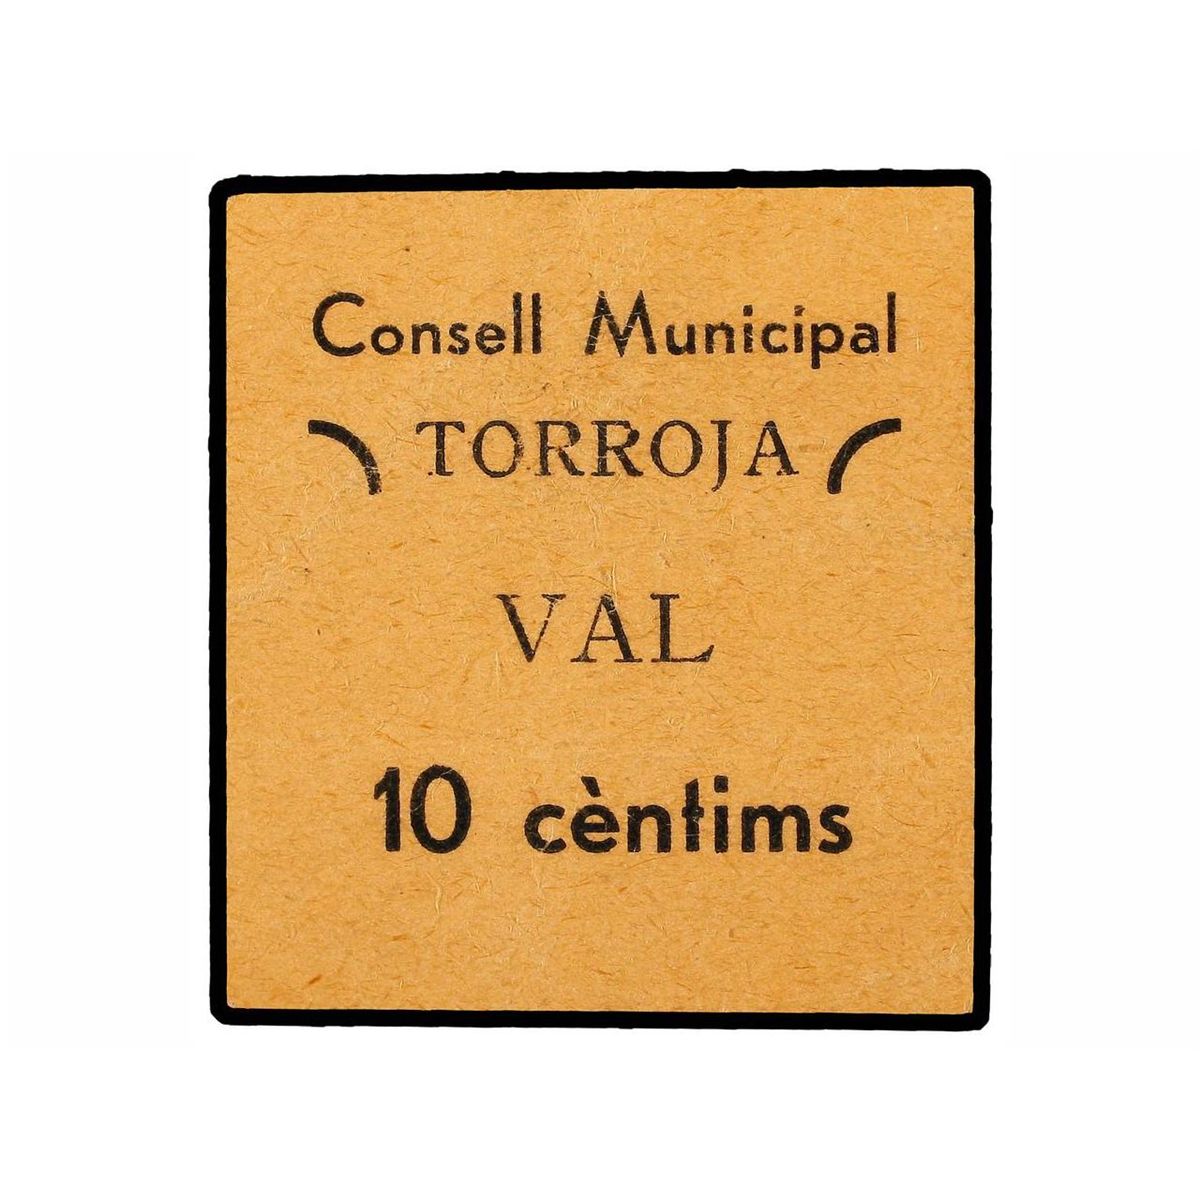 Consell Municipal
TORROJA
VAL
10 cèntims